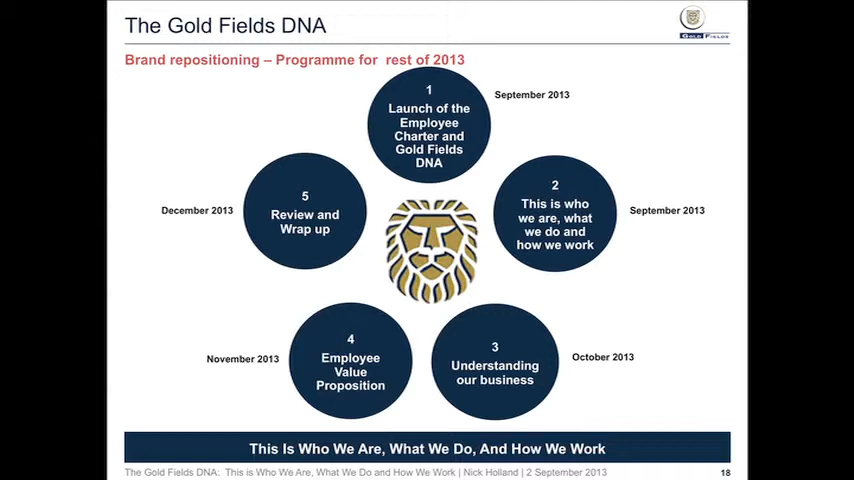 The Gold Fields DNA
GOLD FIELDS
Brand repositioning – Programme for rest of 2013
1
Launch of the
Employee
Charter and
Gold Fields
DNA
September 2013
2
This is who
we are, what
we do and
how we work
September 2013
3
Understanding
our business
October 2013
4
Employee
Value
Proposition
November 2013
5
Review and
Wrap up
December 2013
This Is Who We Are, What We Do, And How We Work
The Gold Fields DNA: This is Who We Are, What We Do and How We Work | Nick Holland | 2 September 2013
18